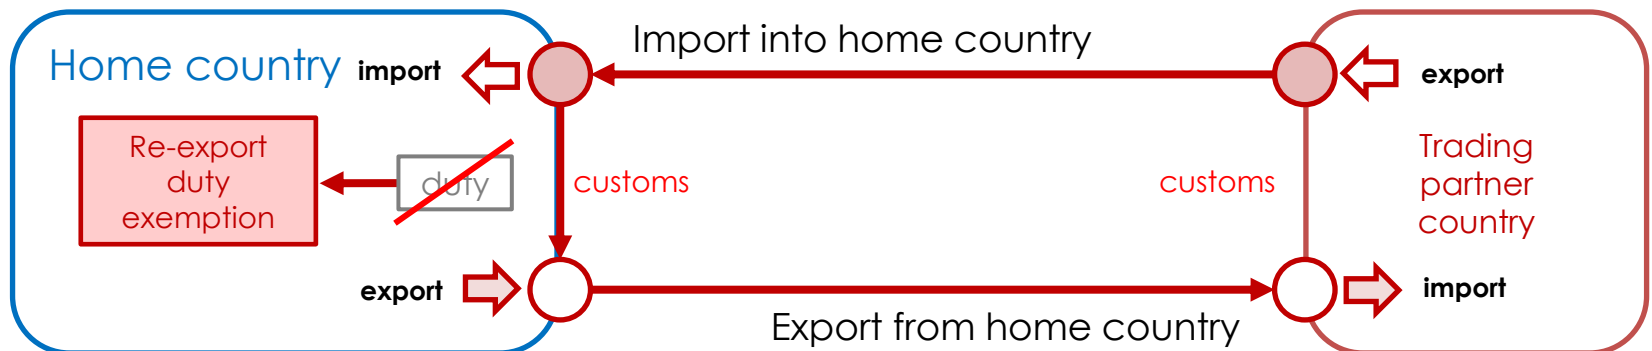 Import into home country
Home country
import
export
Re-export
duty
exemption
duty
customs
customs
Trading
partner
country
export
import
Export from home country